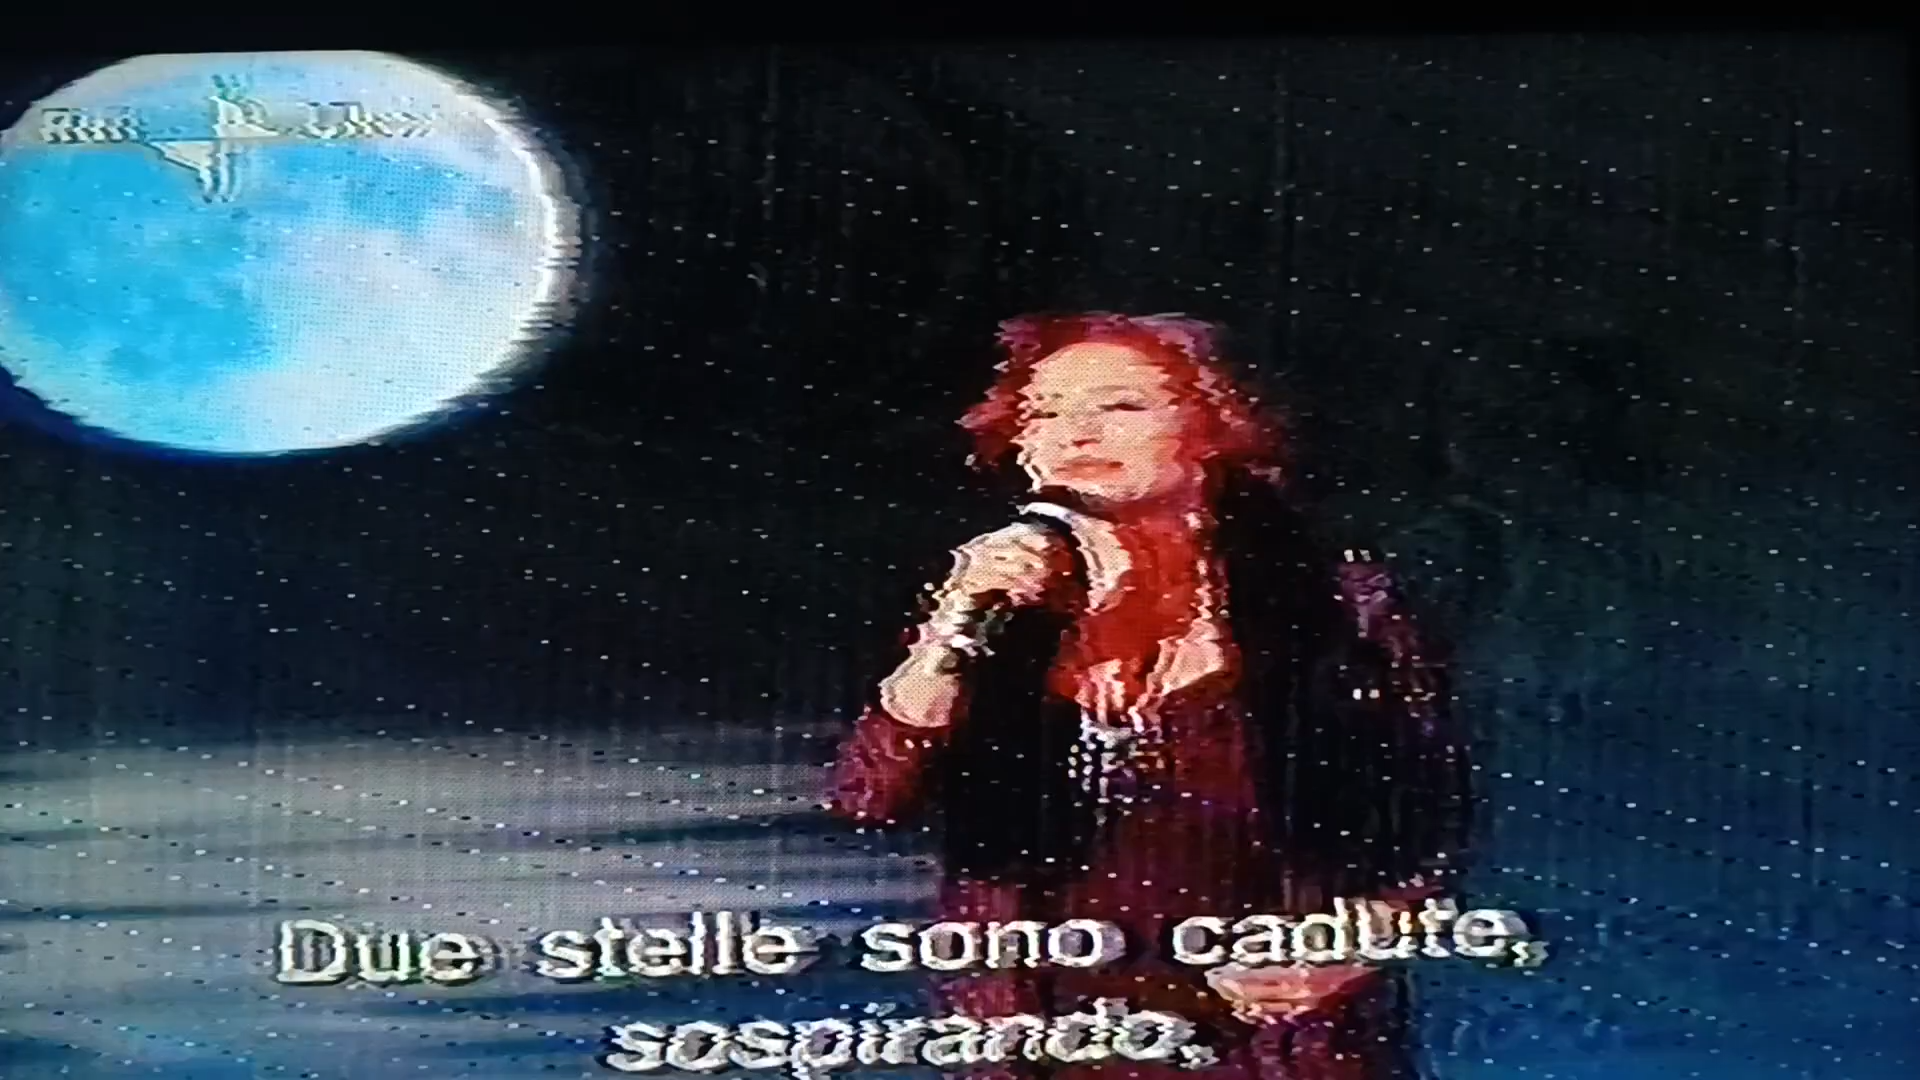 Due stelle sono cadute,
sospirando,